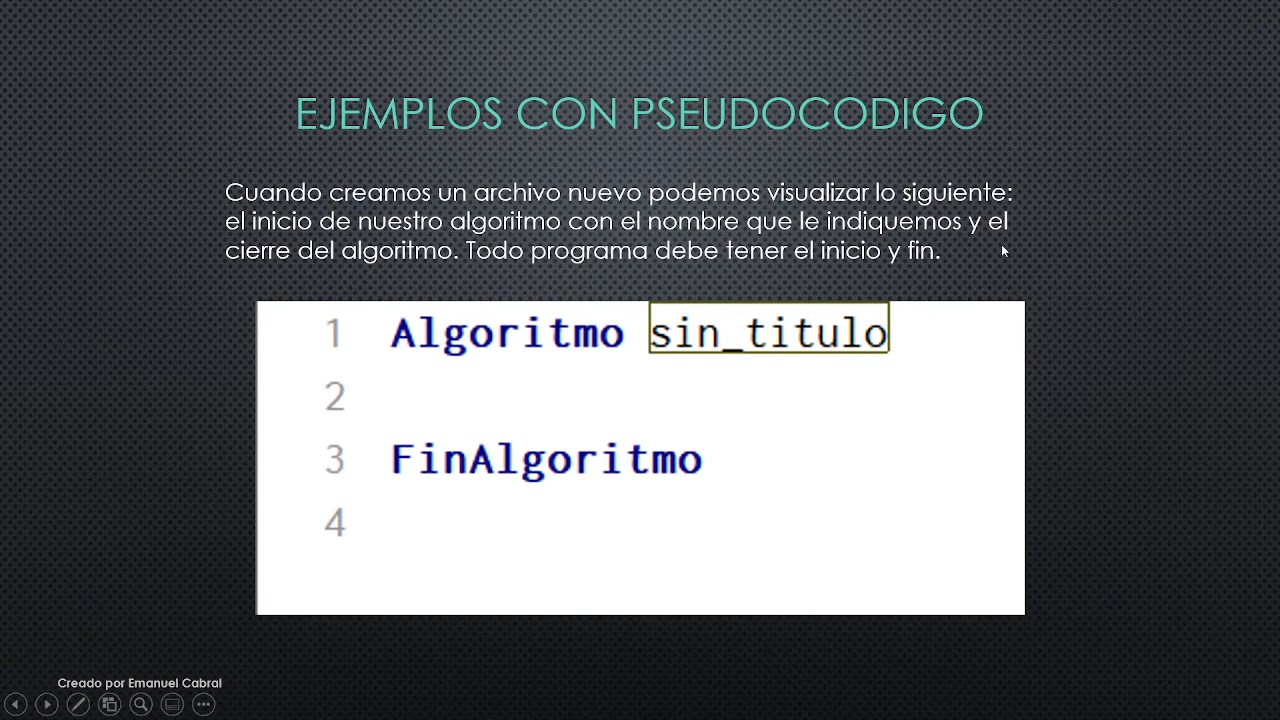 EJEMPLOS CON PSEUDOCODIGO
Cuando creamos un archivo nuevo podemos visualizar lo siguiente:
el inicio de nuestro algoritmo con el nombre que le indiquemos y el
cierre del algoritmo. Todo programa debe tener el inicio y fin.
1 Algoritmo sin_titulo
2
3 FinAlgoritmo
4
Creado por Emanuel Cabral